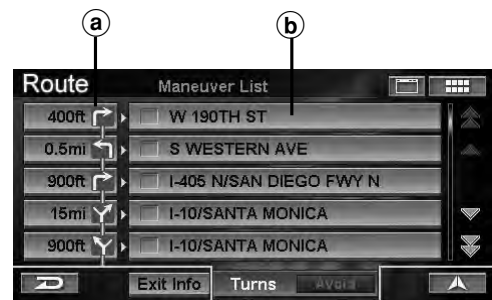 a b
Route Maneuver List
400ft W 190TH ST
0.5mi S WESTERN AVE
900ft I-405 N/SAN DIEGO FWY N
15mi I-10/SANTA MONICA
900ft I-10/SANTA MONICA
Exit Info Turns Avoid